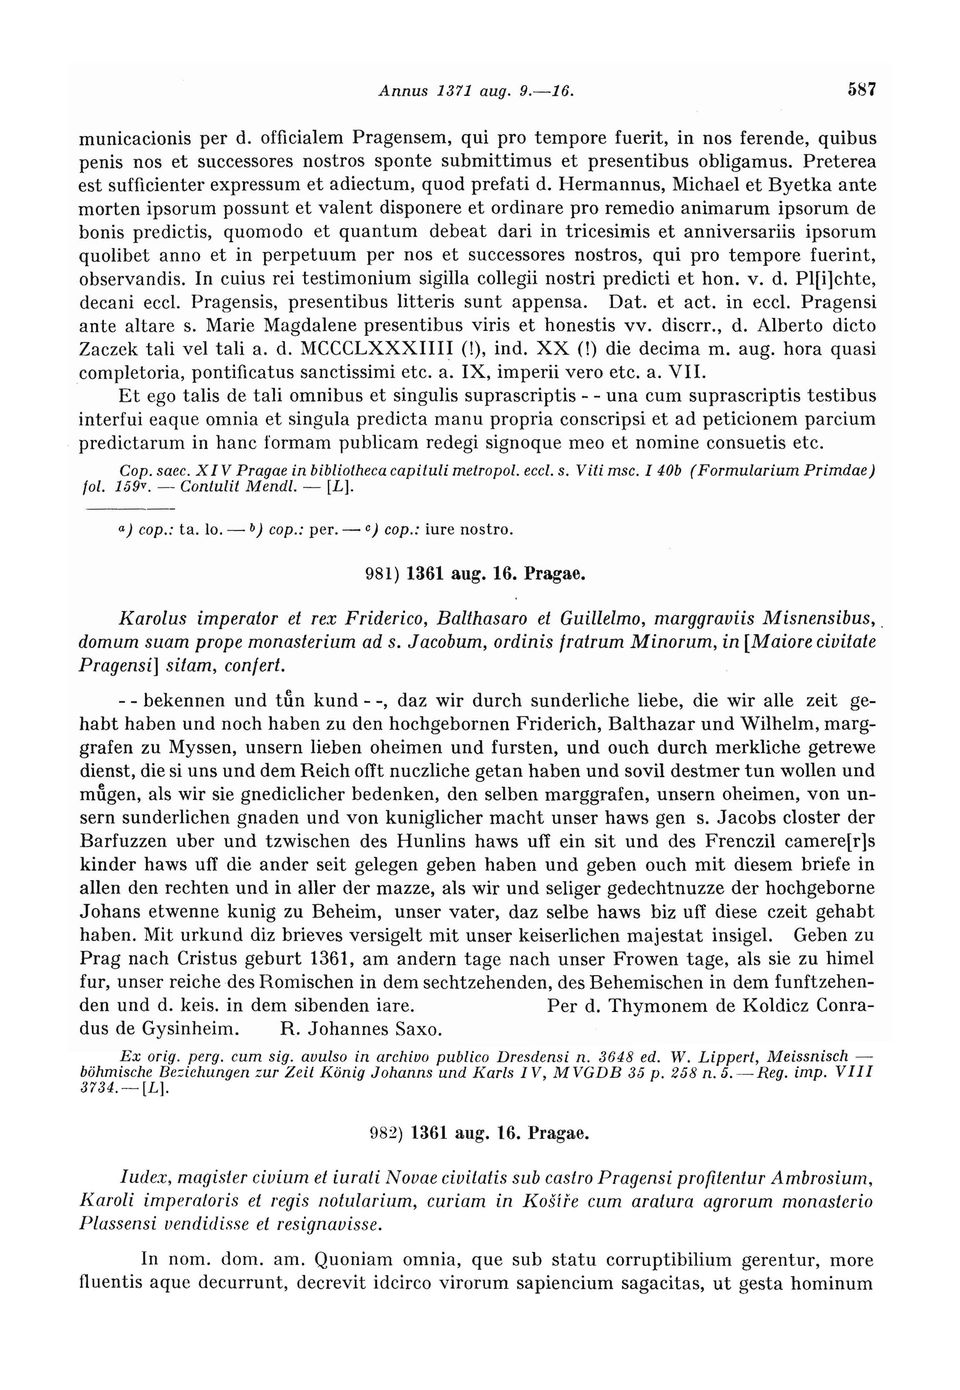 Annus 1371 aug. 9.—16. 587
municacionis per d. officialem Pragensem, qui pro tempore fuerit, in nos ferende, quibus
penis nos et successores nostros sponte submittimus et presentibus obligamus. Preterea
est sufficienter expressum et adiectum, quod prefati d. Hermannus, Michael et Byetka ante
morten ipsorum possunt et valent disponere et ordinare pro remedio animarum ipsorum de
bonis predictis, quomodo et quantum debeat dari in tricesimis et anniversariis ipsorum
quolibet anno et in perpetuum per nos et successores nostros, qui pro tempore fuerint,
observandis. In cuius rei testimonium sigilla collegii nostri predicti et hon. v. d. Pl[i]chte,
decani eccl. Pragensis, presentibus litteris sunt appensa. Dat. et act. in eccl. Pragensi
ante altare s. Marie Magdalene presentibus viris et honestis vv. discrr., d. Alberto dicto
Zaczek tali vel tali a. d. MCCCLXXXIIII (!), ind. XX (!) die decima m. aug. hora quasi
completoria, pontificatus sanctissimi etc. a. IX, imperii vero etc. a. VII.
Et ego talis de tali omnibus et singulis suprascriptis - - una cum suprascriptis testibus
interfui eaque omnia et singula predicta manu propria conscripsi et ad peticionem parcium
predictarum in hanc formam publicam redegi signoque meo et nomine consuetis etc.
Cop. saec. XIV Pragae in bibliotheca capituli metropol. eccl. s. Viti msc. I 40b (Formularium Primdae)
fol. 159ᵛ. — Contulit Mendl. — [L].
ᵃ) cop.: ta. lo. — ᵇ) cop.: per. — ᶜ) cop.: iure nostro.
981) 1361 aug. 16. Pragae.
Karolus imperator et rex Friderico, Balthasaro et Guillelmo, marggraviis Misnensibus,
domum suam prope monasterium ad s. Jacobum, ordinis fratrum Minorum, in [Maiore civitate
Pragensi] sitam, confert.
- - bekennen und tuͤn kund - -, daz wir durch sunderliche liebe, die wir alle zeit ge-
habt haben und noch haben zu den hochgebornen Friderich, Balthazar und Wilhelm, marg-
grafen zu Myssen, unsern lieben oheimen und fursten, und ouch durch merkliche getrewe
dienst, die si uns und dem Reich offt nuczliche getan haben und sovil destmer tun wollen und
muͤgen, als wir sie gnediclicher bedenken, den selben marggrafen, unsern oheimen, von un-
sern sunderlichen gnaden und von kuniglicher macht unser haws gen s. Jacobs closter der
Barfuzzen uber und tzwischen des Hunlins haws uff ein sit und des Frenczil camere[r]s
kinder haws uff die ander seit gelegen geben haben und geben ouch mit diesem briefe in
allen den rechten und in aller der mazze, als wir und seliger gedechtnuzze der hochgeborne
Johans etwenne kunig zu Beheim, unser vater, daz selbe haws biz uff diese czeit gehabt
haben. Mit urkund diz brieves versigelt mit unser keiserlichen majestat insigel. Geben zu
Prag nach Cristus geburt 1361, am andern tage nach unser Frowen tage, als sie zu himel
fur, unser reiche des Romischen in dem sechtzehenden, des Behemischen in dem funftzehen-
den und d. keis. in dem sibenden iare. Per d. Thymonem de Koldicz Conra-
dus de Gysinheim. R. Johannes Saxo.
Ex orig. perg. cum sig. avulso in archivo publico Dresdensi n. 3648 ed. W. Lippert, Meissnisch —
böhmische Beziehungen zur Zeit König Johanns und Karls IV, MVGDB 35 p. 258 n. 5. — Reg. imp. VIII
3734. — [L].
982) 1361 aug. 16. Pragae.
Iudex, magister civium et iurati Novae civitatis sub castro Pragensi profitentur Ambrosium,
Karoli imperatoris et regis notularium, curiam in Košíře cum aratura agrorum monasterio
Plassensi vendidisse et resignavisse.
In nom. dom. am. Quoniam omnia, que sub statu corruptibilium gerentur, more
fluentis aque decurrunt, decrevit idcirco virorum sapiencium sagacitas, ut gesta hominum